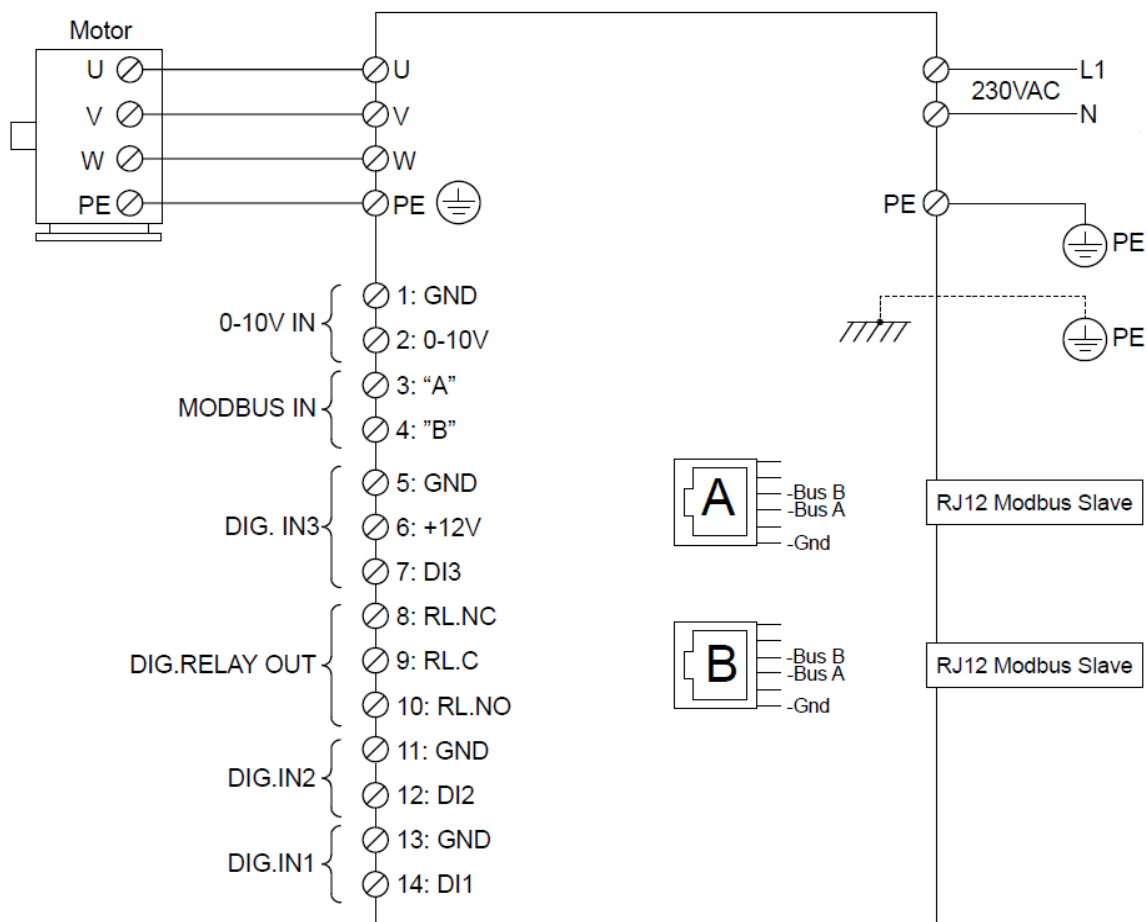 Motor
U
V
W
PE
U
V
W
PE
L1
230VAC
N
PE
PE
PE
0-10V IN
1: GND
2: 0-10V
MODBUS IN
3: “A”
4: ”B”
DIG. IN3
5: GND
6: +12V
7: DI3
DIG.RELAY OUT
8: RL.NC
9: RL.C
10: RL.NO
DIG.IN2
11: GND
12: DI2
DIG.IN1
13: GND
14: DI1
A
-Bus B
-Bus A
-Gnd
RJ12 Modbus Slave
B
-Bus B
-Bus A
-Gnd
RJ12 Modbus Slave